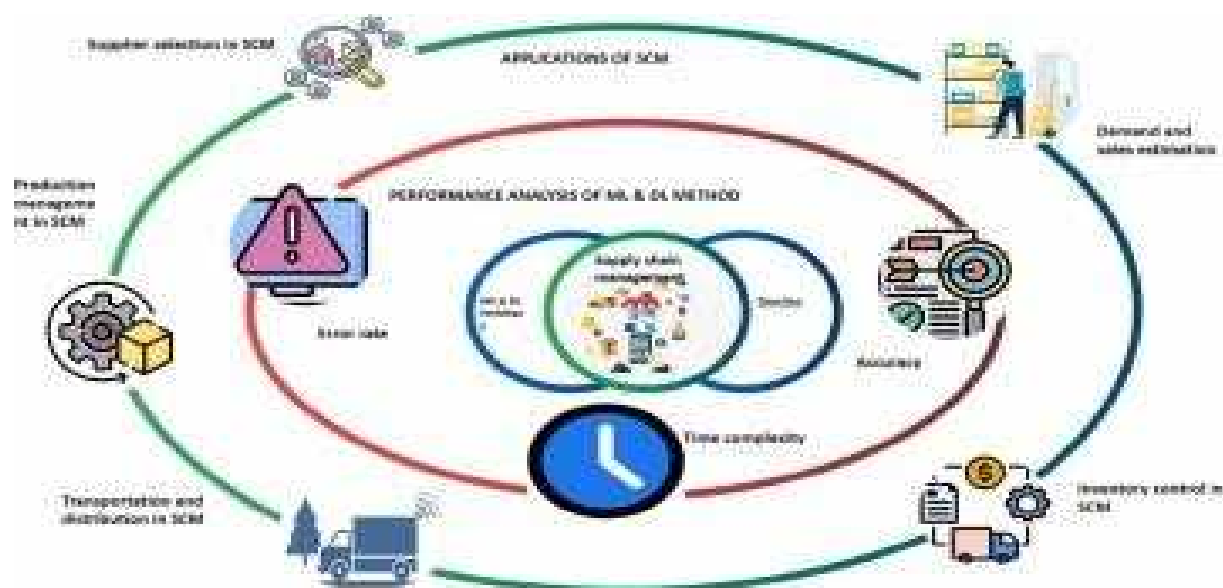 Supplier selection in SCM
APPLICATIONS OF SCM
Demand and
sales estimation
Production
manageme
nt in SCM
PERFORMANCE ANALYSIS OF ML & DL METHOD
Supply chain
management
Error rate
Accuracy
Time complexity
Transportation and
distribution in SCM
Inventory control in
SCM